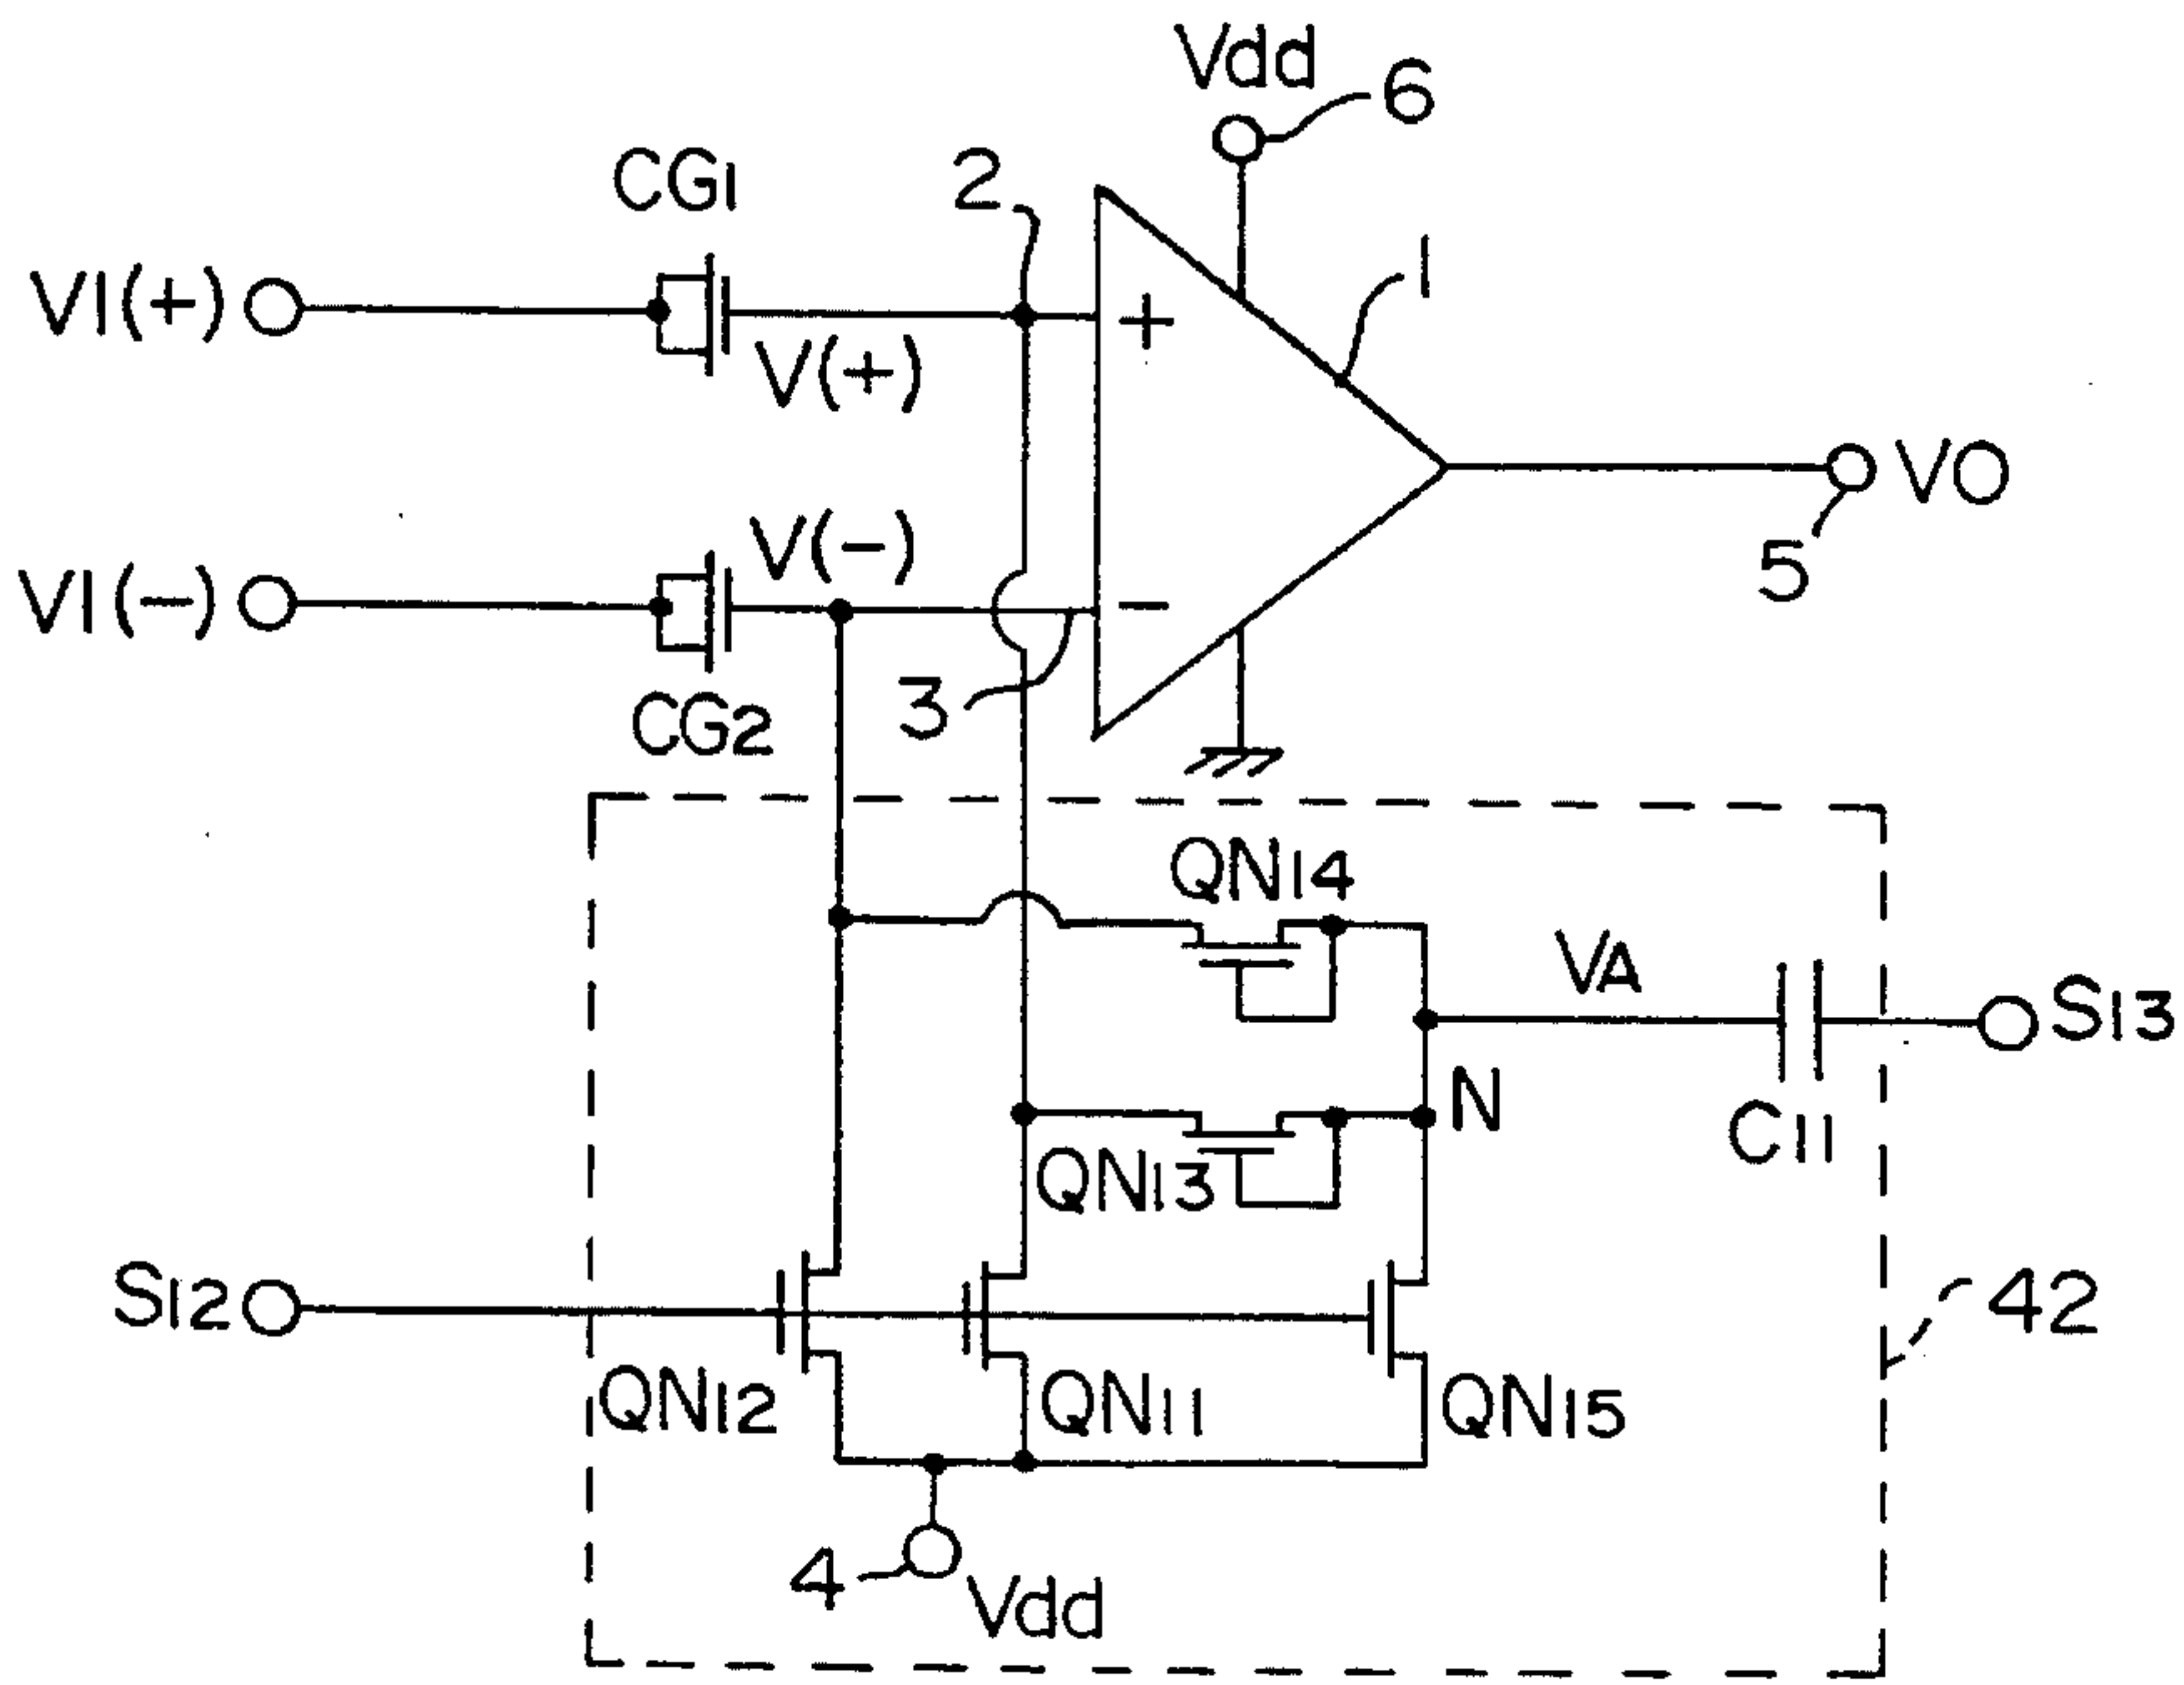 Vdd
6
CG1
2
1
VI(+)
+
V(+)
VO
V(-)
5
VI(-)
-
3
CG2
QN14
VA
S13
N
C11
QN13
S12
42
QN12
QN11
QN15
4
Vdd